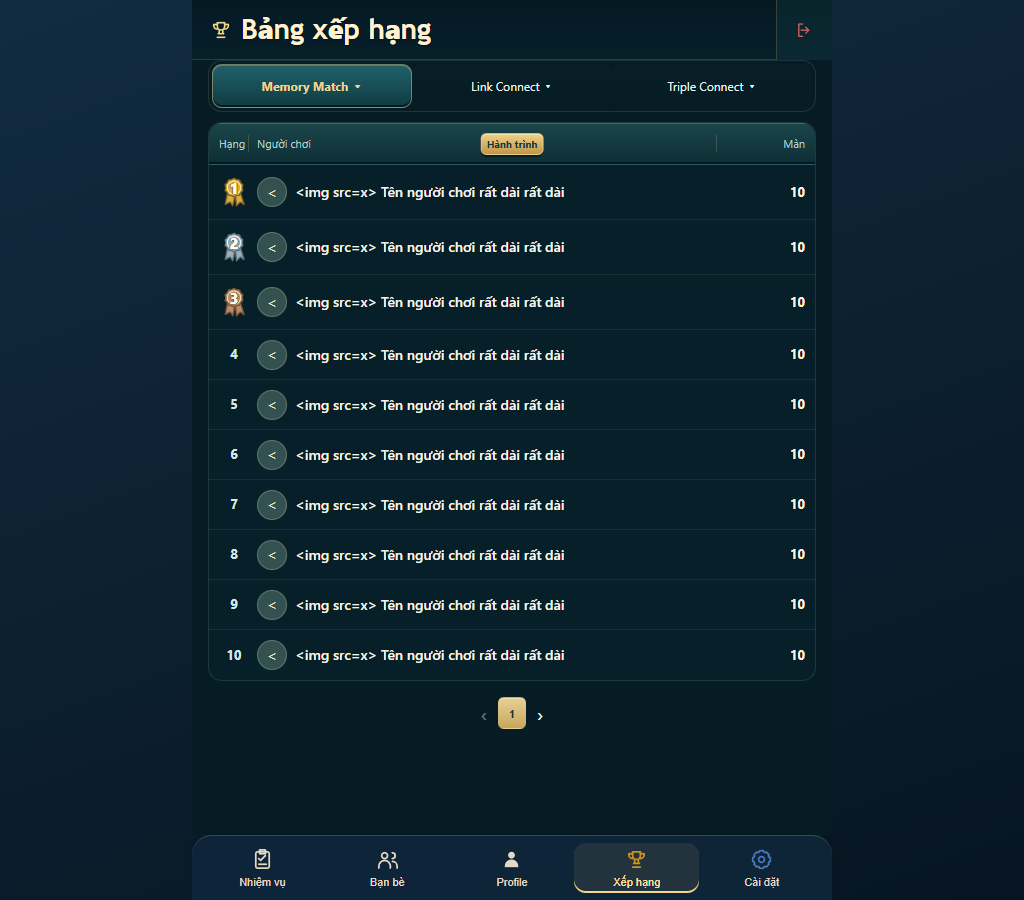 Bảng xếp hạng
Memory Match ▾ Link Connect ▾ Triple Connect ▾
Hạng Người chơi Hành trình Màn
1 < <img src=x> Tên người chơi rất dài rất dài 10
2 < <img src=x> Tên người chơi rất dài rất dài 10
3 < <img src=x> Tên người chơi rất dài rất dài 10
4 < <img src=x> Tên người chơi rất dài rất dài 10
5 < <img src=x> Tên người chơi rất dài rất dài 10
6 < <img src=x> Tên người chơi rất dài rất dài 10
7 < <img src=x> Tên người chơi rất dài rất dài 10
8 < <img src=x> Tên người chơi rất dài rất dài 10
9 < <img src=x> Tên người chơi rất dài rất dài 10
10 < <img src=x> Tên người chơi rất dài rất dài 10
‹ 1 ›
Nhiệm vụ Bạn bè Profile Xếp hạng Cài đặt